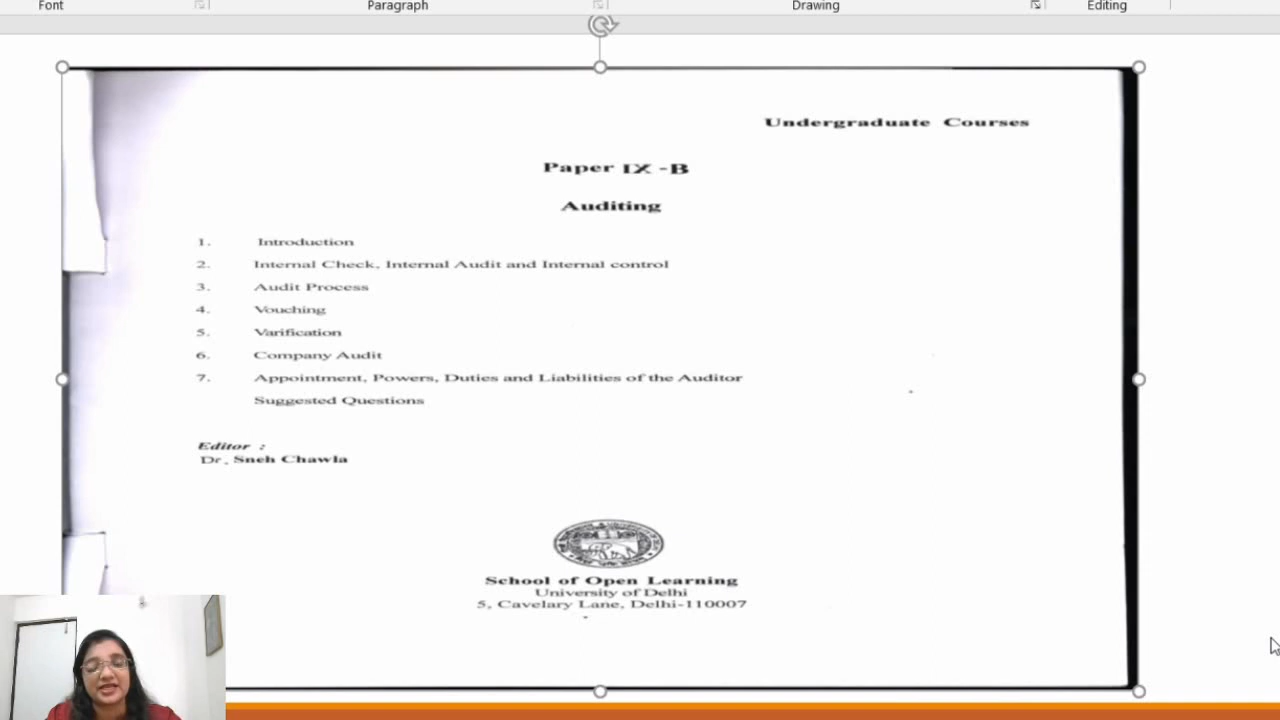 Font Paragraph Drawing Editing
Undergraduate Courses
Paper IX -B
Auditing
1. Introduction
2. Internal Check, Internal Audit and Internal control
3. Audit Process
4. Vouching
5. Varification
6. Company Audit
7. Appointment, Powers, Duties and Liabilities of the Auditor
Suggested Questions
Editor :
Dr. Sneh Chawla
School of Open Learning
University of Delhi
5, Cavelary Lane, Delhi-110007